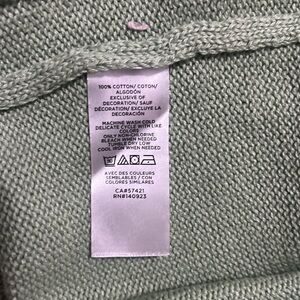 100% COTTON/ COTON/
ALGODÓN
EXCLUSIVE OF
DECORATION/ SAUF
DÉCORATION/ EXCLUYE LA
DECORACIÓN
MACHINE WASH COLD
DELICATE CYCLE WITH LIKE
COLORS
ONLY NON-CHLORINE
BLEACH WHEN NEEDED
TUMBLE DRY LOW
COOL IRON WHEN NEEDED
AVEC DES COULEURS
SEMBLABLES / CON
COLORES SIMILARES
CA#57421
RN#140923